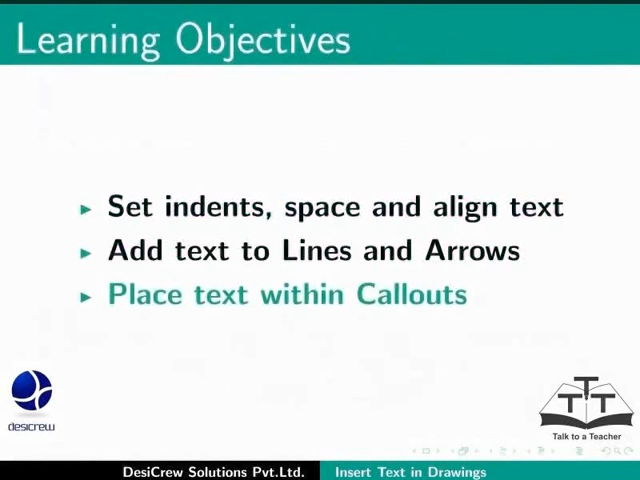 Learning Objectives
Set indents, space and align text
Add text to Lines and Arrows
Place text within Callouts
desicrew
TTT
Talk to a Teacher
DesiCrew Solutions Pvt.Ltd. Insert Text in Drawings